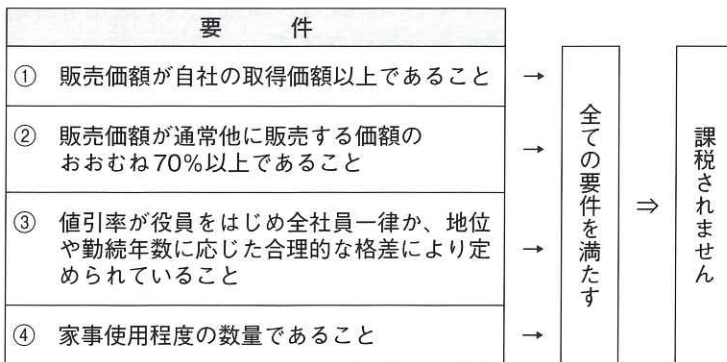 要　件
① 販売価額が自社の取得価額以上であること →
② 販売価額が通常他に販売する価額の
おおむね70%以上であること →
③ 値引率が役員をはじめ全社員一律か、地位
や勤続年数に応じた合理的な格差により定
められていること →
④ 家事使用程度の数量であること →
全ての要件を満たす
⇒
課税されません